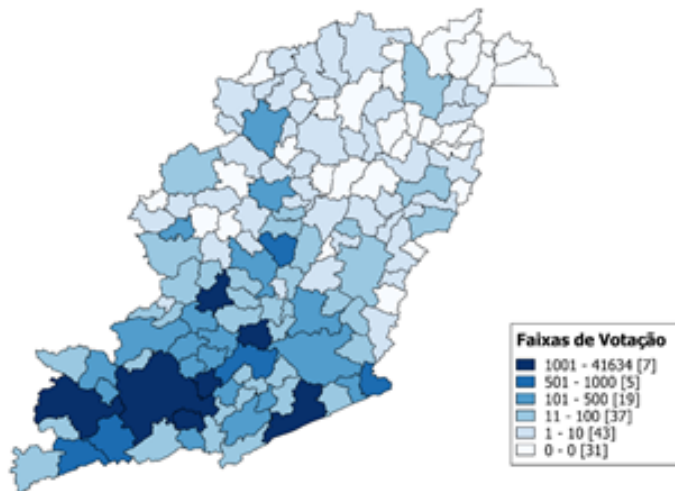 Faixas de Votação
1001 - 41634 [7]
501 - 1000 [5]
101 - 500 [19]
11 - 100 [37]
1 - 10 [43]
0 - 0 [31]